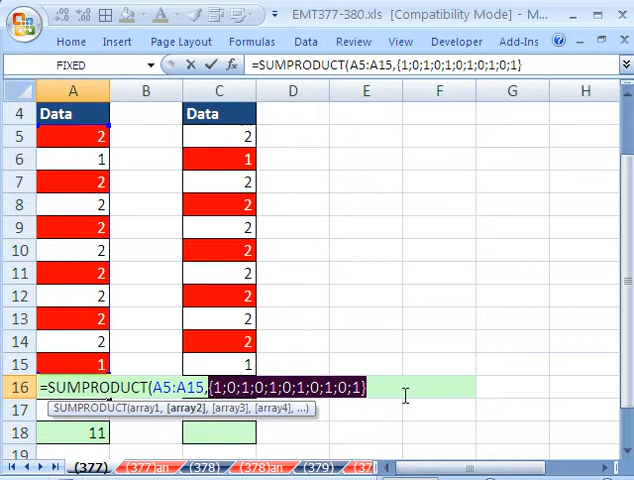 EMT377-380.xls [Compatibility Mode] - M...
Home Insert Page Layout Formulas Data Review View Developer Add-Ins
FIXED fx =SUMPRODUCT(A5:A15,{1;0;1;0;1;0;1;0;1;0;1}
A B C D E F G H
4 Data Data
5 2 2
6 1 1
7 2 2
8 2 2
9 2 2
10 2 2
11 2 2
12 2 2
13 2 2
14 2 2
15 1 1
16 =SUMPRODUCT(A5:A15,{1;0;1;0;1;0;1;0;1;0;1}
17 SUMPRODUCT(array1, [array2], [array3], [array4], ...)
18 11
19
(377) (377)an (378) (378)an (379) (37